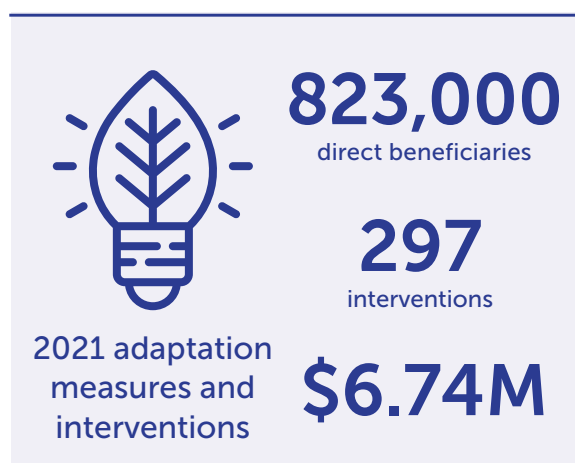 823,000
direct beneficiaries
297
interventions
2021 adaptation
measures and
interventions
$6.74M